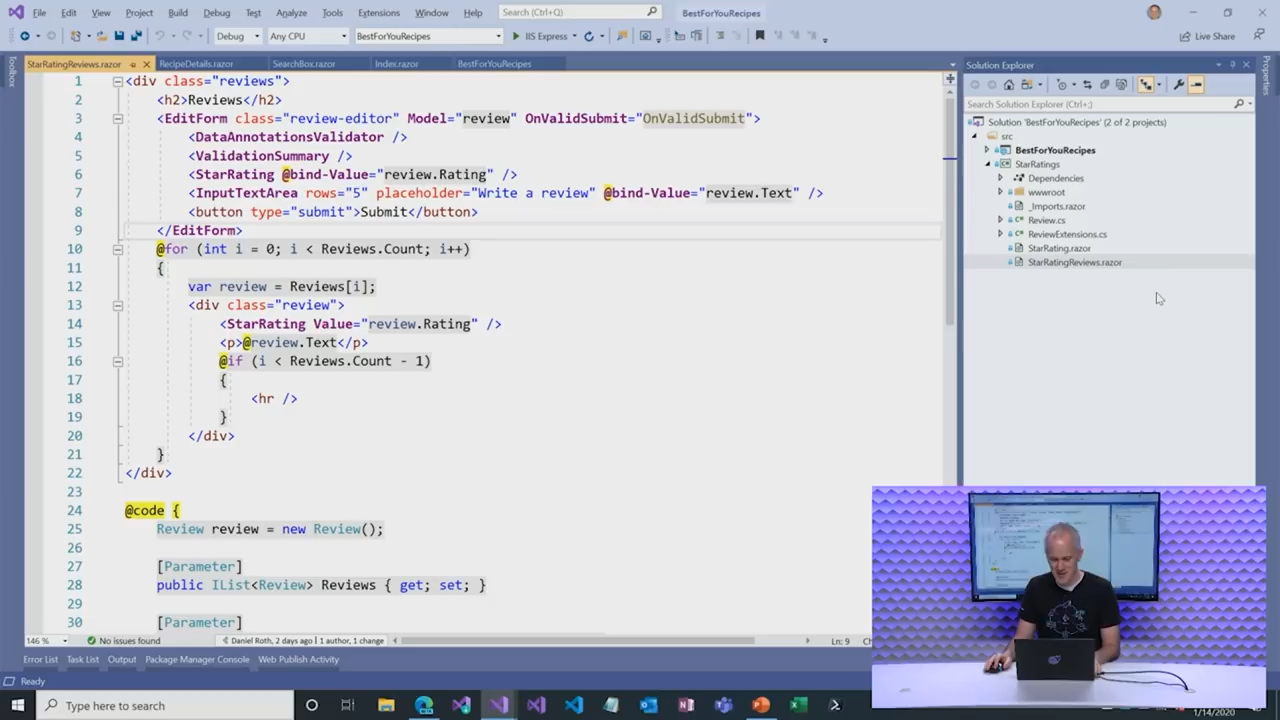 File Edit View Project Build Debug Test Analyze Tools Extensions Window Help Search (Ctrl+Q) BestForYouRecipes
Debug Any CPU BestForYouRecipes IIS Express Live Share
StarRatingReviews.razor RecipeDetails.razor SearchBox.razor Index.razor BestForYouRecipes
Toolbox
1 <div class="reviews">
2 <h2>Reviews</h2>
3 <EditForm class="review-editor" Model="review" OnValidSubmit="OnValidSubmit">
4 <DataAnnotationsValidator />
5 <ValidationSummary />
6 <StarRating @bind-Value="review.Rating" />
7 <InputTextArea rows="5" placeholder="Write a review" @bind-Value="review.Text" />
8 <button type="submit">Submit</button>
9 </EditForm>
10 @for (int i = 0; i < Reviews.Count; i++)
11 {
12 var review = Reviews[i];
13 <div class="review">
14 <StarRating Value="review.Rating" />
15 <p>@review.Text</p>
16 @if (i < Reviews.Count - 1)
17 {
18 <hr />
19 }
20 </div>
21 }
22 </div>
23
24 @code {
25 Review review = new Review();
26
27 [Parameter]
28 public IList<Review> Reviews { get; set; }
29
30 [Parameter]
146 % No issues found Daniel Roth, 2 days ago | 1 author, 1 change Ln: 9
Error List Task List Output Package Manager Console Web Publish Activity
Ready
Solution Explorer
Search Solution Explorer (Ctrl+;)
Solution 'BestForYouRecipes' (2 of 2 projects)
src
BestForYouRecipes
StarRatings
Dependencies
wwwroot
_Imports.razor
Review.cs
ReviewExtensions.cs
StarRating.razor
StarRatingReviews.razor
Properties
Type here to search
1/14/2020